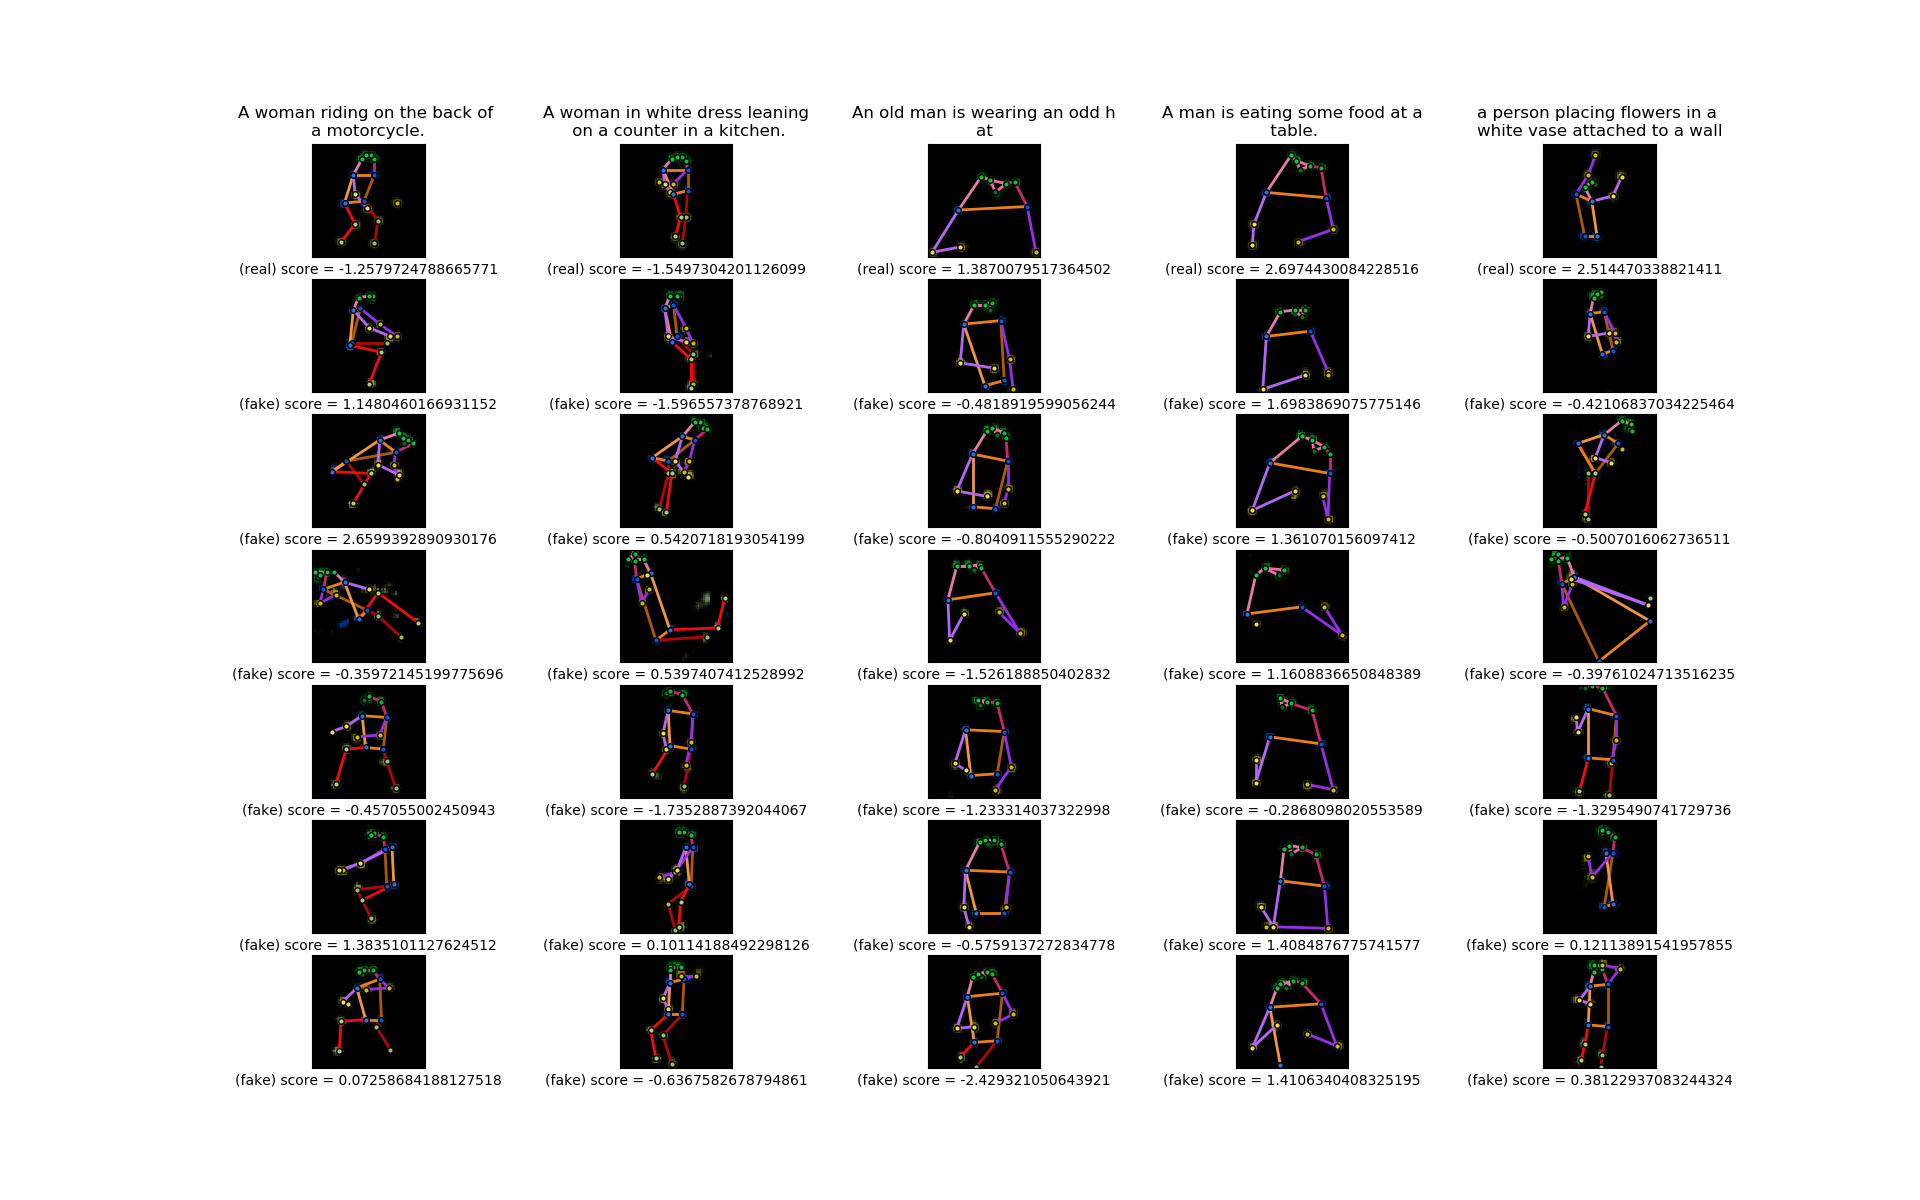 A woman riding on the back of
a motorcycle.
A woman in white dress leaning
on a counter in a kitchen.
An old man is wearing an odd h
at
A man is eating some food at a
table.
a person placing flowers in a
white vase attached to a wall
(real) score = -1.2579724788665771
(real) score = -1.5497304201126099
(real) score = 1.3870079517364502
(real) score = 2.6974430084228516
(real) score = 2.514470338821411
(fake) score = 1.1480460166931152
(fake) score = -1.596557378768921
(fake) score = -0.4818919599056244
(fake) score = 1.6983869075775146
(fake) score = -0.42106837034225464
(fake) score = 2.6599392890930176
(fake) score = 0.5420718193054199
(fake) score = -0.8040911555290222
(fake) score = 1.361070156097412
(fake) score = -0.5007016062736511
(fake) score = -0.35972145199775696
(fake) score = 0.5397407412528992
(fake) score = -1.526188850402832
(fake) score = 1.1608836650848389
(fake) score = -0.39761024713516235
(fake) score = -0.457055002450943
(fake) score = -1.7352887392044067
(fake) score = -1.233314037322998
(fake) score = -0.2868098020553589
(fake) score = -1.3295490741729736
(fake) score = 1.3835101127624512
(fake) score = 0.10114188492298126
(fake) score = -0.5759137272834778
(fake) score = 1.4084876775741577
(fake) score = 0.12113891541957855
(fake) score = 0.07258684188127518
(fake) score = -0.6367582678794861
(fake) score = -2.429321050643921
(fake) score = 1.4106340408325195
(fake) score = 0.38122937083244324